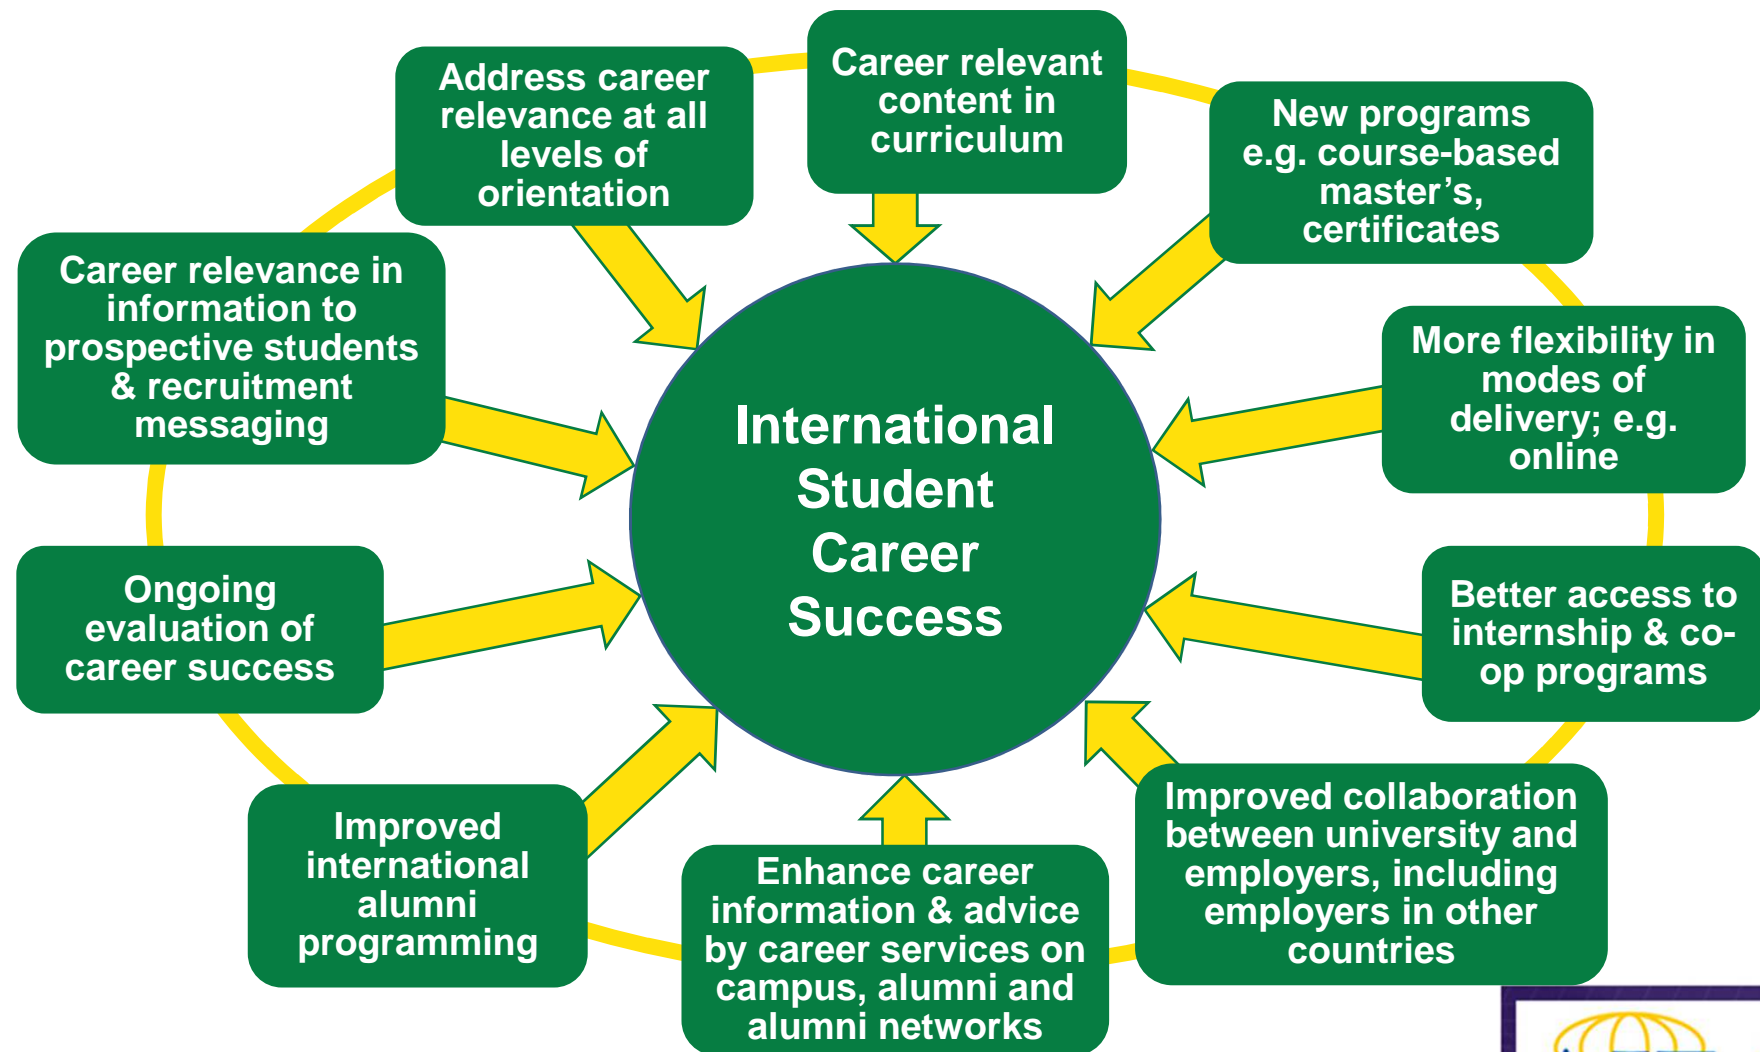 Career relevant
content in
curriculum
Address career
relevance at all
levels of
orientation
New programs
e.g. course-based
master’s,
certificates
Career relevance in
information to
prospective students
& recruitment
messaging
More flexibility in
modes of
delivery; e.g.
online
International
Student
Career
Success
Ongoing
evaluation of
career success
Better access to
internship & co-
op programs
Improved
international
alumni
programming
Enhance career
information & advice
by career services on
campus, alumni and
alumni networks
Improved collaboration
between university and
employers, including
employers in other
countries